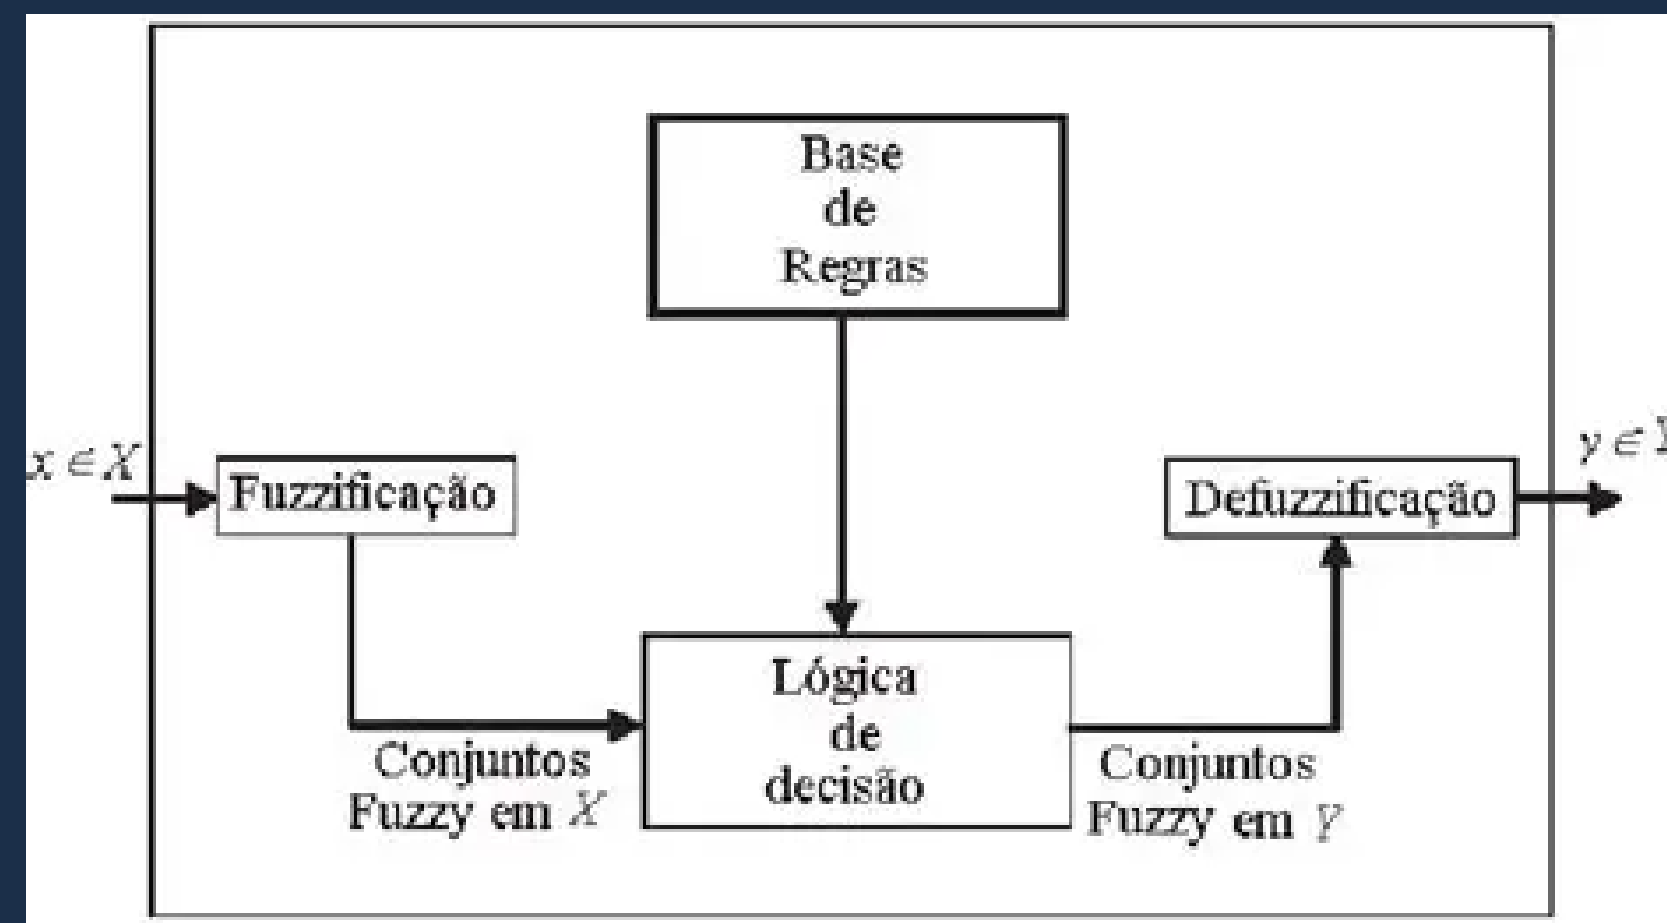 Base
de
Regras
x ∈ X
Fuzzificação
Defuzzificação
y ∈
Lógica
de
decisão
Conjuntos
Fuzzy em X
Conjuntos
Fuzzy em Y